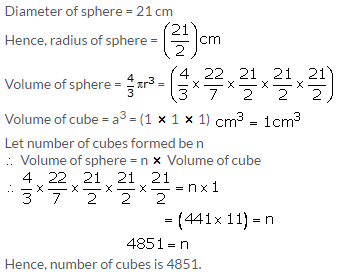 Diameter of sphere = 21 cm
Hence, radius of sphere = (21/2) cm
Volume of sphere = 4/3 πr³ = (4/3 × 22/7 × 21/2 × 21/2 × 21/2)
Volume of cube = a³ = (1 × 1 × 1) cm³ = 1cm³
Let number of cubes formed be n
∴ Volume of sphere = n × Volume of cube
∴ 4/3 × 22/7 × 21/2 × 21/2 × 21/2 = n × 1
= (441 × 11) = n
4851 = n
Hence, number of cubes is 4851.